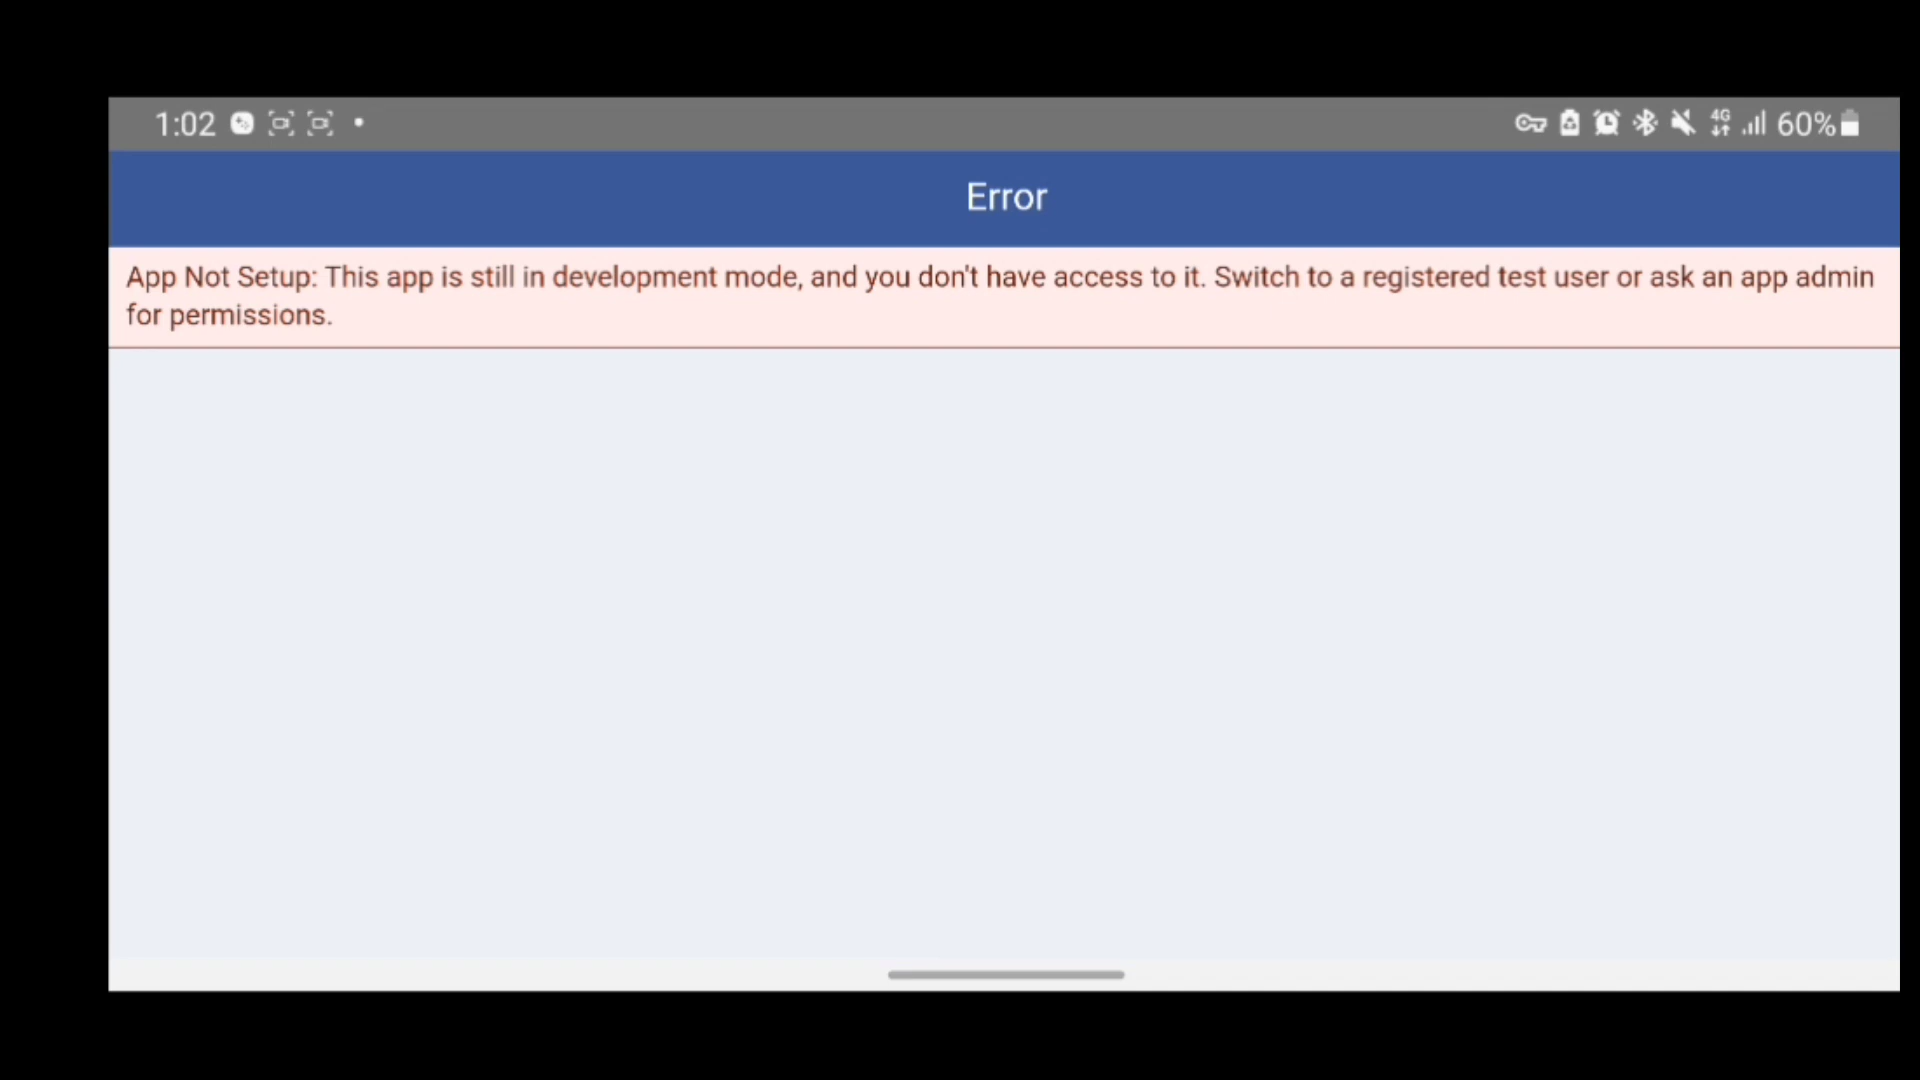 1:02
4G
60%
Error
App Not Setup: This app is still in development mode, and you don't have access to it. Switch to a registered test user or ask an app admin
for permissions.